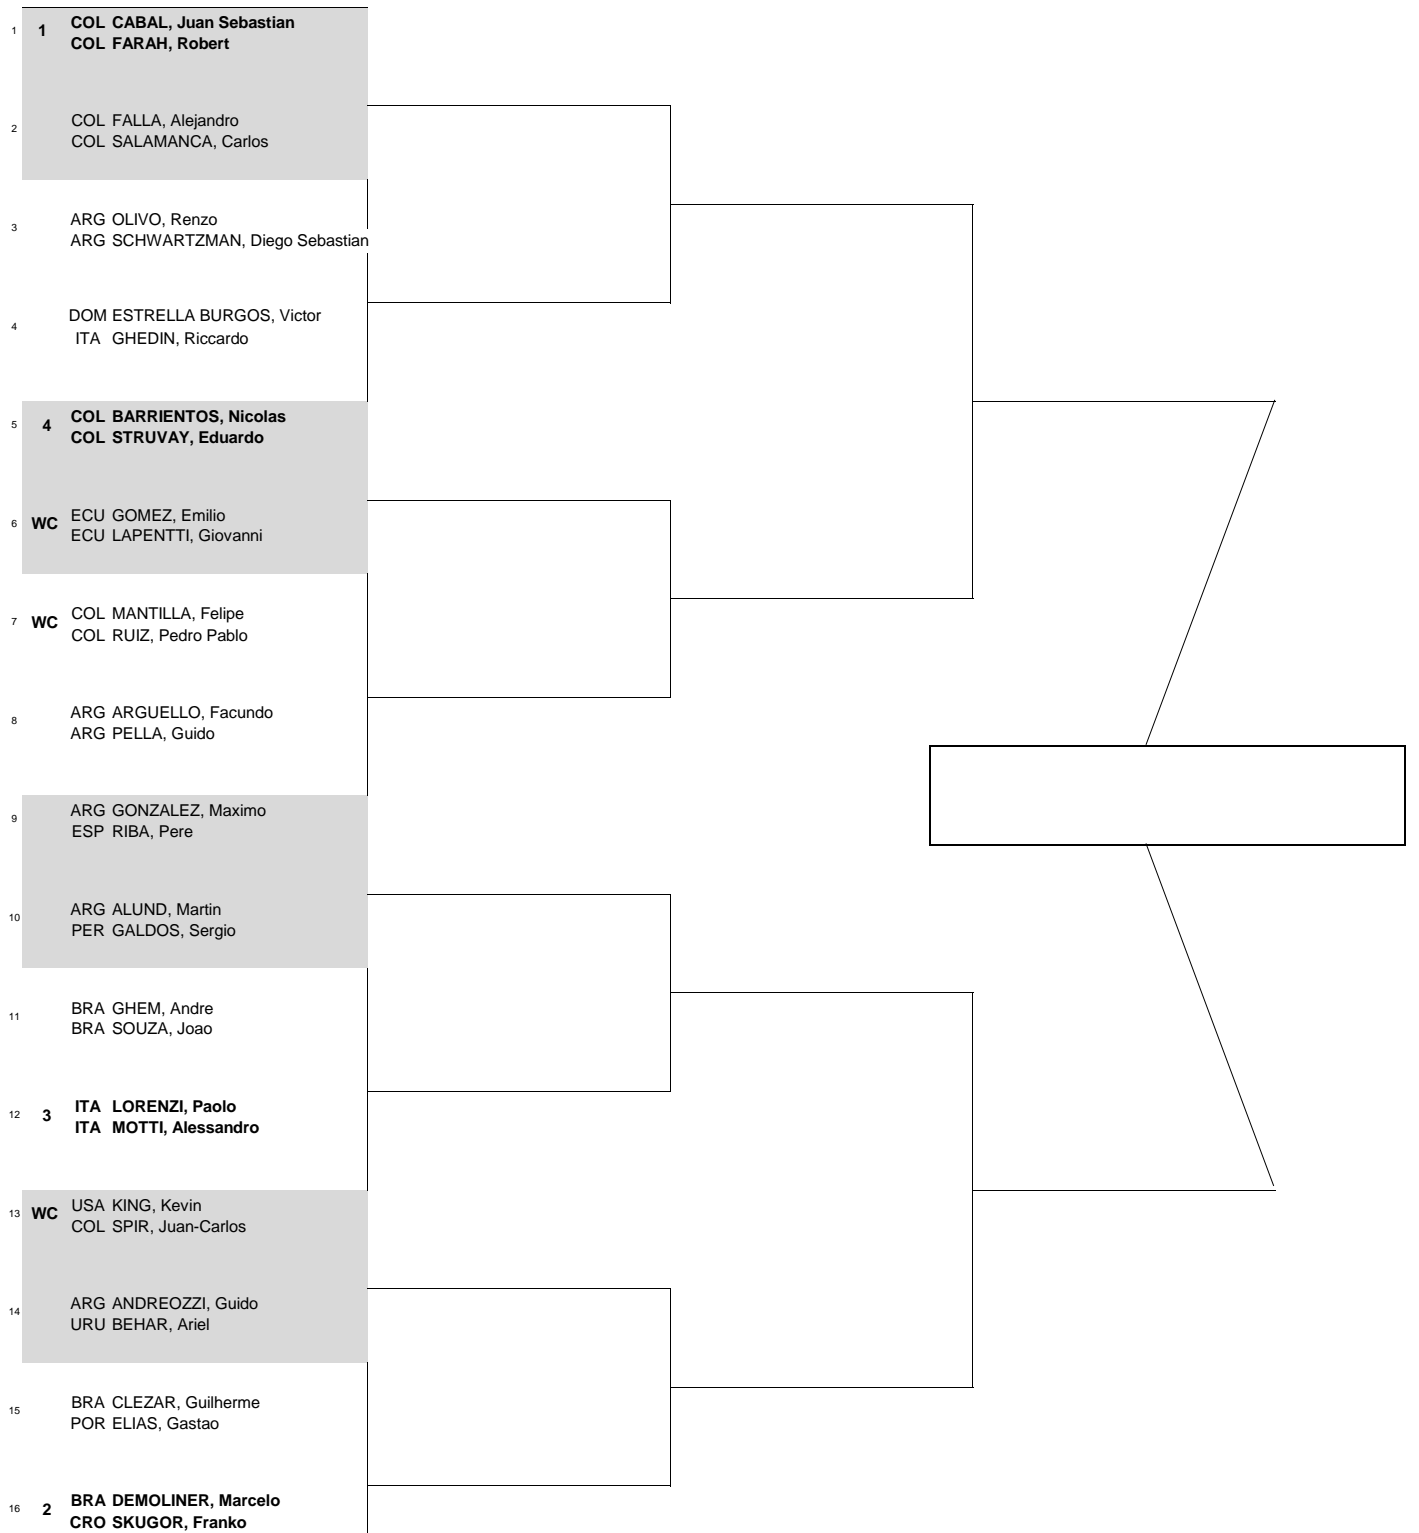 1 1 COL CABAL, Juan Sebastian
COL FARAH, Robert
2 COL FALLA, Alejandro
COL SALAMANCA, Carlos
3 ARG OLIVO, Renzo
ARG SCHWARTZMAN, Diego Sebastian
4 DOM ESTRELLA BURGOS, Victor
ITA GHEDIN, Riccardo
5 4 COL BARRIENTOS, Nicolas
COL STRUVAY, Eduardo
6 WC ECU GOMEZ, Emilio
ECU LAPENTTI, Giovanni
7 WC COL MANTILLA, Felipe
COL RUIZ, Pedro Pablo
8 ARG ARGUELLO, Facundo
ARG PELLA, Guido
9 ARG GONZALEZ, Maximo
ESP RIBA, Pere
10 ARG ALUND, Martin
PER GALDOS, Sergio
11 BRA GHEM, Andre
BRA SOUZA, Joao
12 3 ITA LORENZI, Paolo
ITA MOTTI, Alessandro
13 WC USA KING, Kevin
COL SPIR, Juan-Carlos
14 ARG ANDREOZZI, Guido
URU BEHAR, Ariel
15 BRA CLEZAR, Guilherme
POR ELIAS, Gastao
16 2 BRA DEMOLINER, Marcelo
CRO SKUGOR, Franko